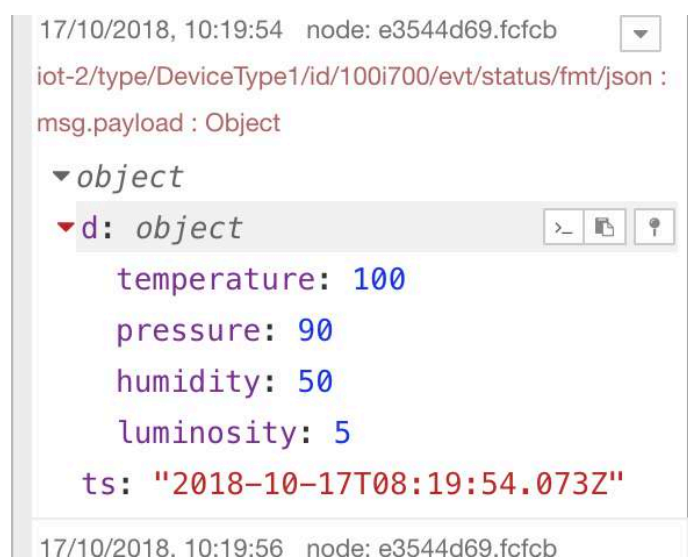 17/10/2018, 10:19:54 node: e3544d69.fcfcb
iot-2/type/DeviceType1/id/100i700/evt/status/fmt/json :
msg.payload : Object
object
d: object
temperature: 100
pressure: 90
humidity: 50
luminosity: 5
ts: "2018-10-17T08:19:54.073Z"
17/10/2018, 10:19:56 node: e3544d69.fcfcb